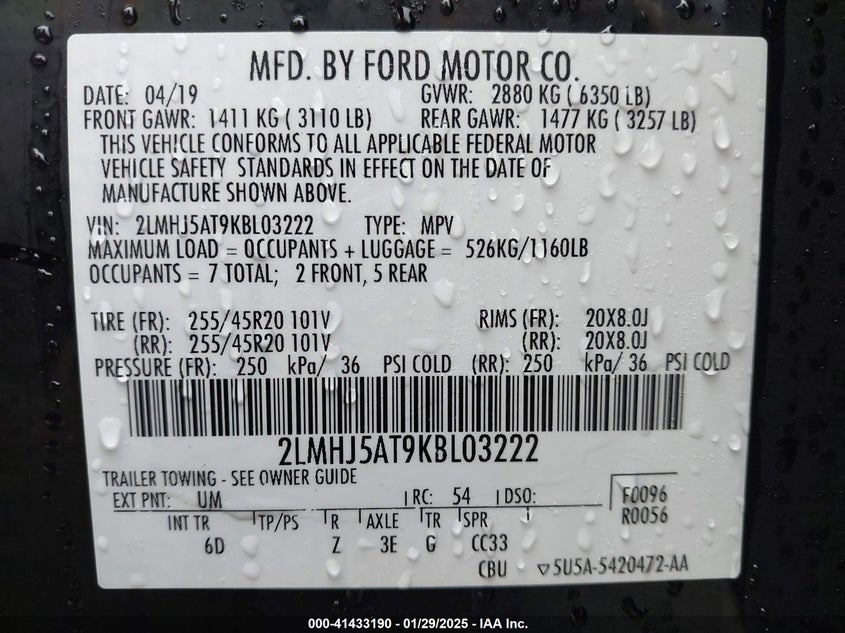 MFD. BY FORD MOTOR CO.
DATE: 04/19 GVWR: 2880 KG ( 6350 LB)
FRONT GAWR: 1411 KG ( 3110 LB) REAR GAWR: 1477 KG ( 3257 LB)
THIS VEHICLE CONFORMS TO ALL APPLICABLE FEDERAL MOTOR
VEHICLE SAFETY STANDARDS IN EFFECT ON THE DATE OF
MANUFACTURE SHOWN ABOVE.
VIN: 2LMHJ5AT9KBL03222 TYPE: MPV
MAXIMUM LOAD = OCCUPANTS + LUGGAGE = 526KG/1160LB
OCCUPANTS = 7 TOTAL; 2 FRONT, 5 REAR
TIRE (FR): 255/45R20 101V RIMS (FR): 20X8.0J
(RR): 255/45R20 101V (RR): 20X8.0J
PRESSURE (FR): 250 kPa/ 36 PSI COLD (RR): 250 kPa/ 36 PSI COLD
2LMHJ5AT9KBL03222
TRAILER TOWING - SEE OWNER GUIDE
EXT PNT: UM RC: 54 DSO: F0096
R0056
INT TR TP/PS R AXLE TR SPR
6D Z 3E G CC33
CBU ▽5U5A-5420472-AA
000-41433190 - 01/29/2025 - IAA Inc.